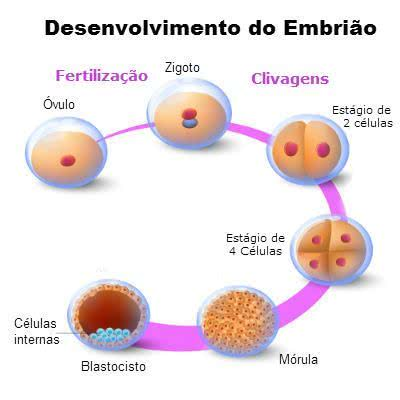 Desenvolvimento do Embrião
Fertilização
Zigoto
Clivagens
Óvulo
Estágio de
2 células
Estágio de
4 Células
Células
internas
Blastocisto
Mórula